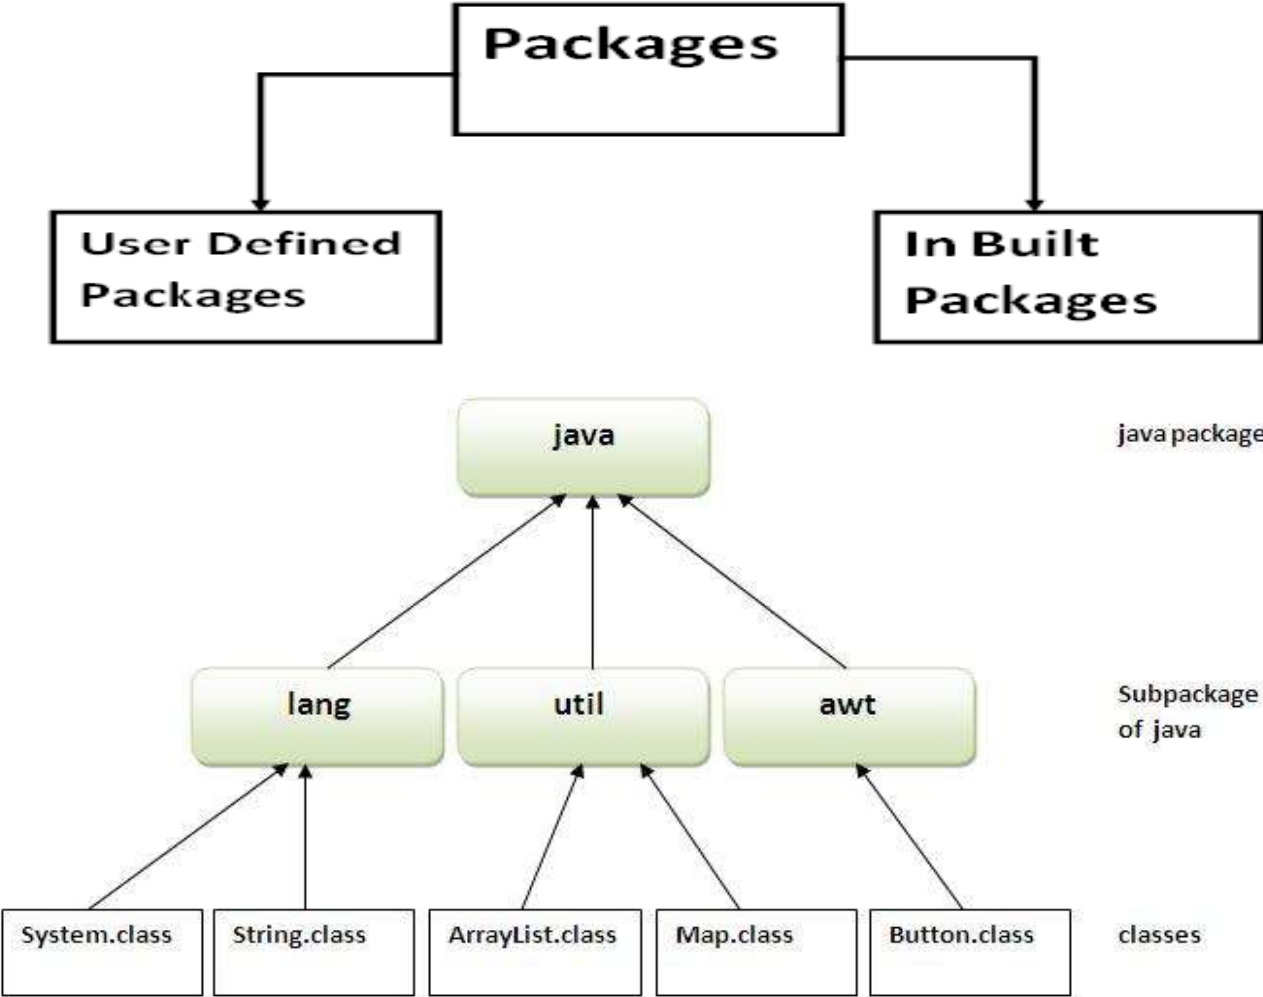 Packages
User Defined
Packages
In Built
Packages
java
java package
lang
util
awt
Subpackage
of java
System.class
String.class
ArrayList.class
Map.class
Button.class
classes